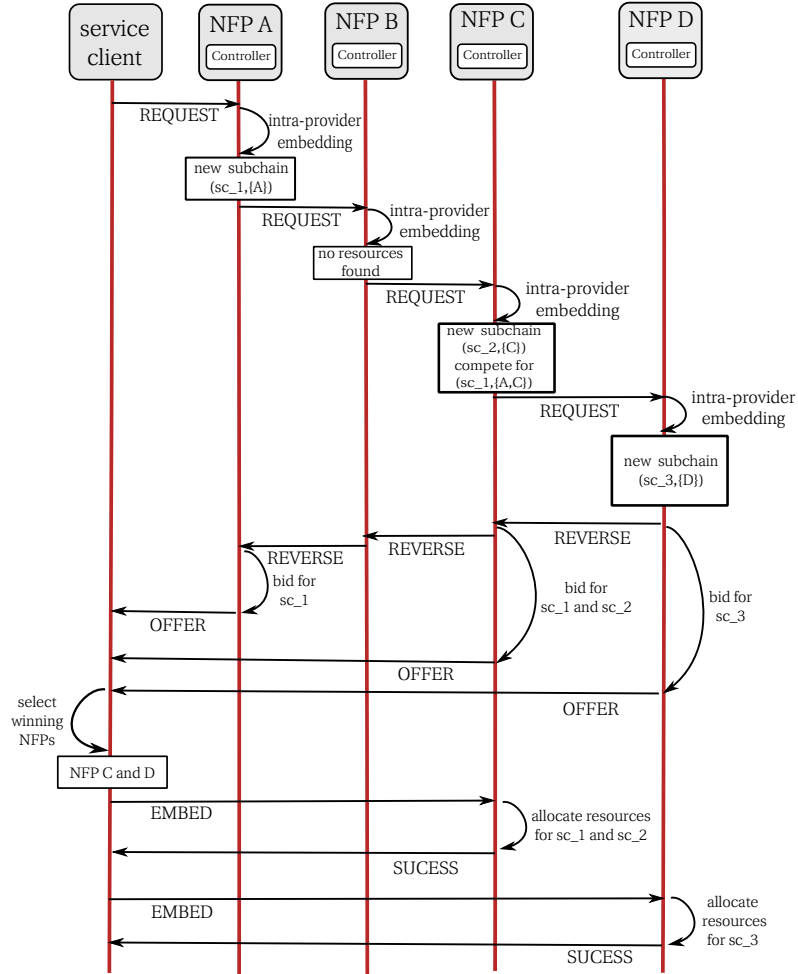 service
client
NFP A
Controller
NFP B
Controller
NFP C
Controller
NFP D
Controller
REQUEST
intra-provider
embedding
new subchain
(sc_1,{A})
REQUEST
intra-provider
embedding
no resources
found
REQUEST
intra-provider
embedding
new subchain
(sc_2,{C})
compete for
(sc_1,{A,C})
REQUEST
intra-provider
embedding
new subchain
(sc_3,{D})
REVERSE
REVERSE
REVERSE
bid for
sc_1
bid for
sc_1 and sc_2
bid for
sc_3
OFFER
OFFER
OFFER
select
winning
NFPs
NFP C and D
EMBED
allocate resources
for sc_1 and sc_2
SUCESS
EMBED
allocate
resources
for sc_3
SUCESS